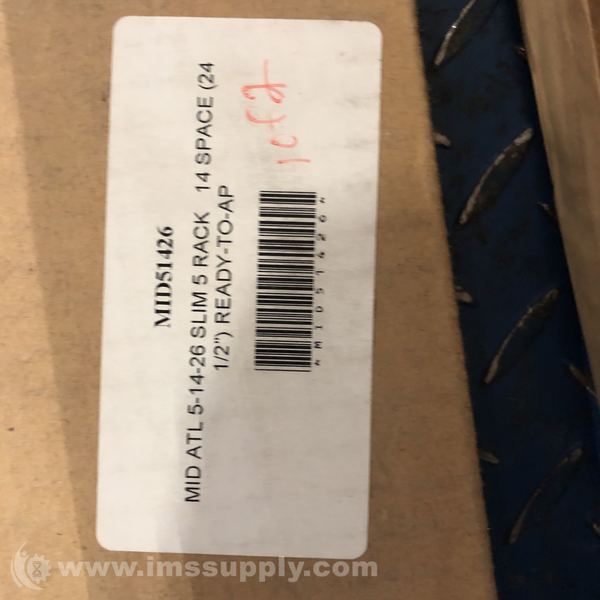 MID51426
MID ATL 5-14-26 SLIM 5 RACK 14 SPACE (24
1/2") READY-TO-AP
*MID51426*
1 of 2
www.imssupply.com